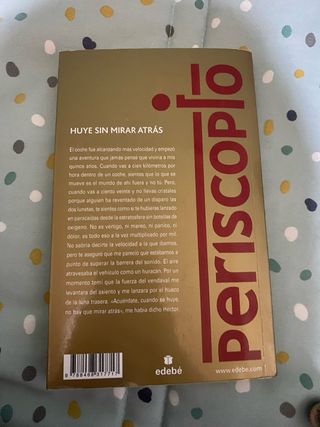 periscopio
HUYE SIN MIRAR ATRÁS
El coche fue alcanzando más velocidad y empezó
una aventura que jamás pensé que viviría a mis
quince años. Cuando vas a cien kilómetros por
hora dentro de un coche, sientes que lo que se
mueve es el mundo de ahí fuera y no tú. Pero,
cuando vas a ciento veinte y no llevas cristales
porque alguien ha reventado de un disparo las
dos lunetas, te sientes como si te hubieras lanzado
en paracaídas desde la estratosfera sin botellas de
oxígeno. No es vértigo, ni mareo, ni pánico, ni
dolor, es todo eso a la vez multiplicado por mil.
No sabría decirte la velocidad a la que íbamos,
pero te aseguro que me pareció que estábamos a
punto de superar la barrera del sonido. El aire
atravesaba el vehículo como un huracán. Por un
momento temí que la fuerza del vendaval me
levantara del asiento y me lanzara por el hueco
de la luna trasera. «Acuérdate, cuando se huye,
no hay que mirar atrás», me había dicho Héctor.
edebé
www.edebe.com